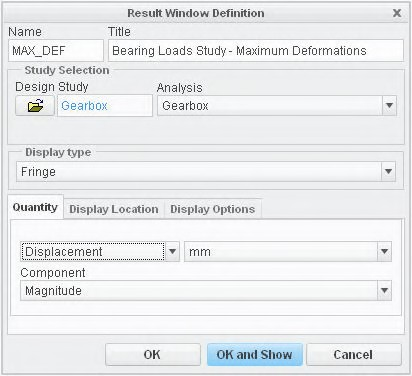 Result Window Definition
Name Title
MAX_DEF Bearing Loads Study - Maximum Deformations
Study Selection
Design Study Analysis
Gearbox Gearbox
Display type
Fringe
Quantity Display Location Display Options
Displacement mm
Component
Magnitude
OK OK and Show Cancel